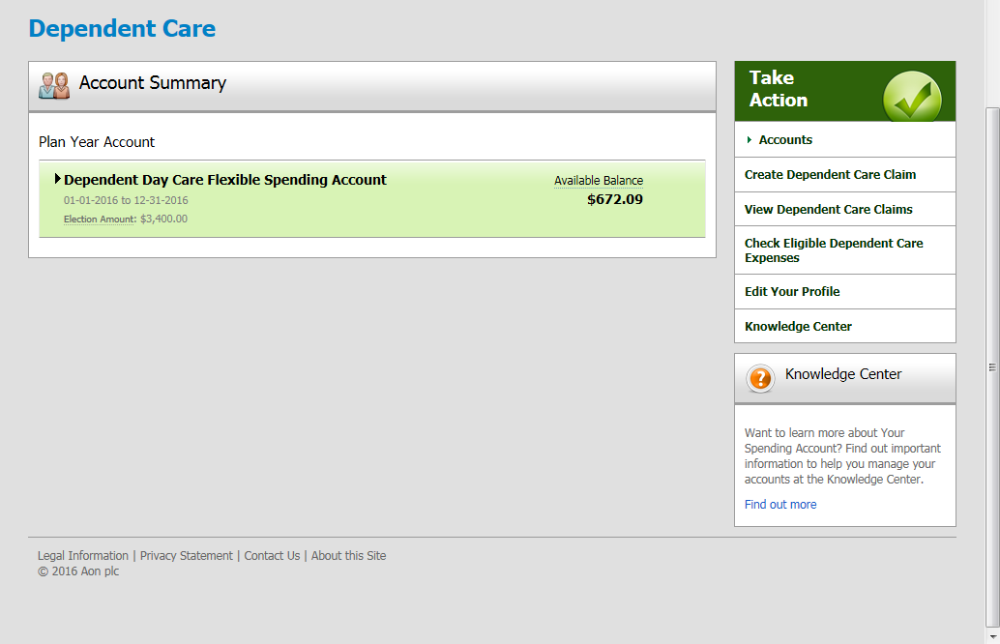 Dependent Care
Account Summary
Plan Year Account
Dependent Day Care Flexible Spending Account
01-01-2016 to 12-31-2016
Election Amount: $3,400.00
Available Balance
$672.09
Take
Action
Accounts
Create Dependent Care Claim
View Dependent Care Claims
Check Eligible Dependent Care
Expenses
Edit Your Profile
Knowledge Center
?
Knowledge Center
Want to learn more about Your
Spending Account? Find out important
information to help you manage your
accounts at the Knowledge Center.
Find out more
Legal Information | Privacy Statement | Contact Us | About this Site
© 2016 Aon plc